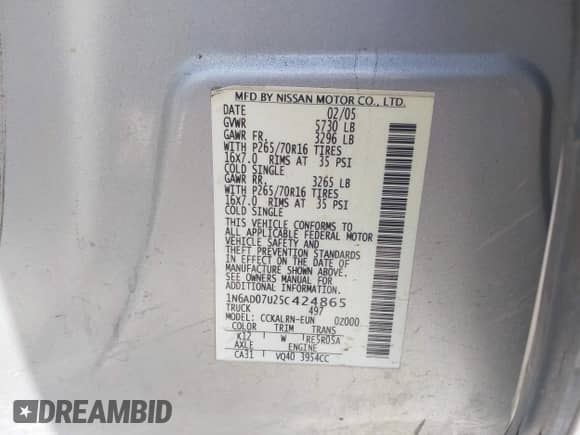 MFD BY NISSAN MOTOR CO., LTD.
DATE 02/05
GVWR 5730 LB
GAWR FR. 3296 LB
WITH P265/70R16 TIRES
16X7.0 RIMS AT 35 PSI
COLD SINGLE
GAWR RR. 3265 LB
WITH P265/70R16 TIRES
16X7.0 RIMS AT 35 PSI
COLD SINGLE
THIS VEHICLE CONFORMS TO
ALL APPLICABLE FEDERAL MOTOR
VEHICLE SAFETY AND
THEFT PREVENTION STANDARDS
IN EFFECT ON THE DATE OF
MANUFACTURE SHOWN ABOVE.
SEE OWNERS MANUAL FOR
ADDITIONAL INFORMATION.
1N6AD07U25C424865
TRUCK 497
MODEL: CCKALRN-EUN 02000
COLOR TRIM TRANS
K12 W RE5R05A
AXLE ENGINE
CA31 VQ40 3954CC
DREAMBID